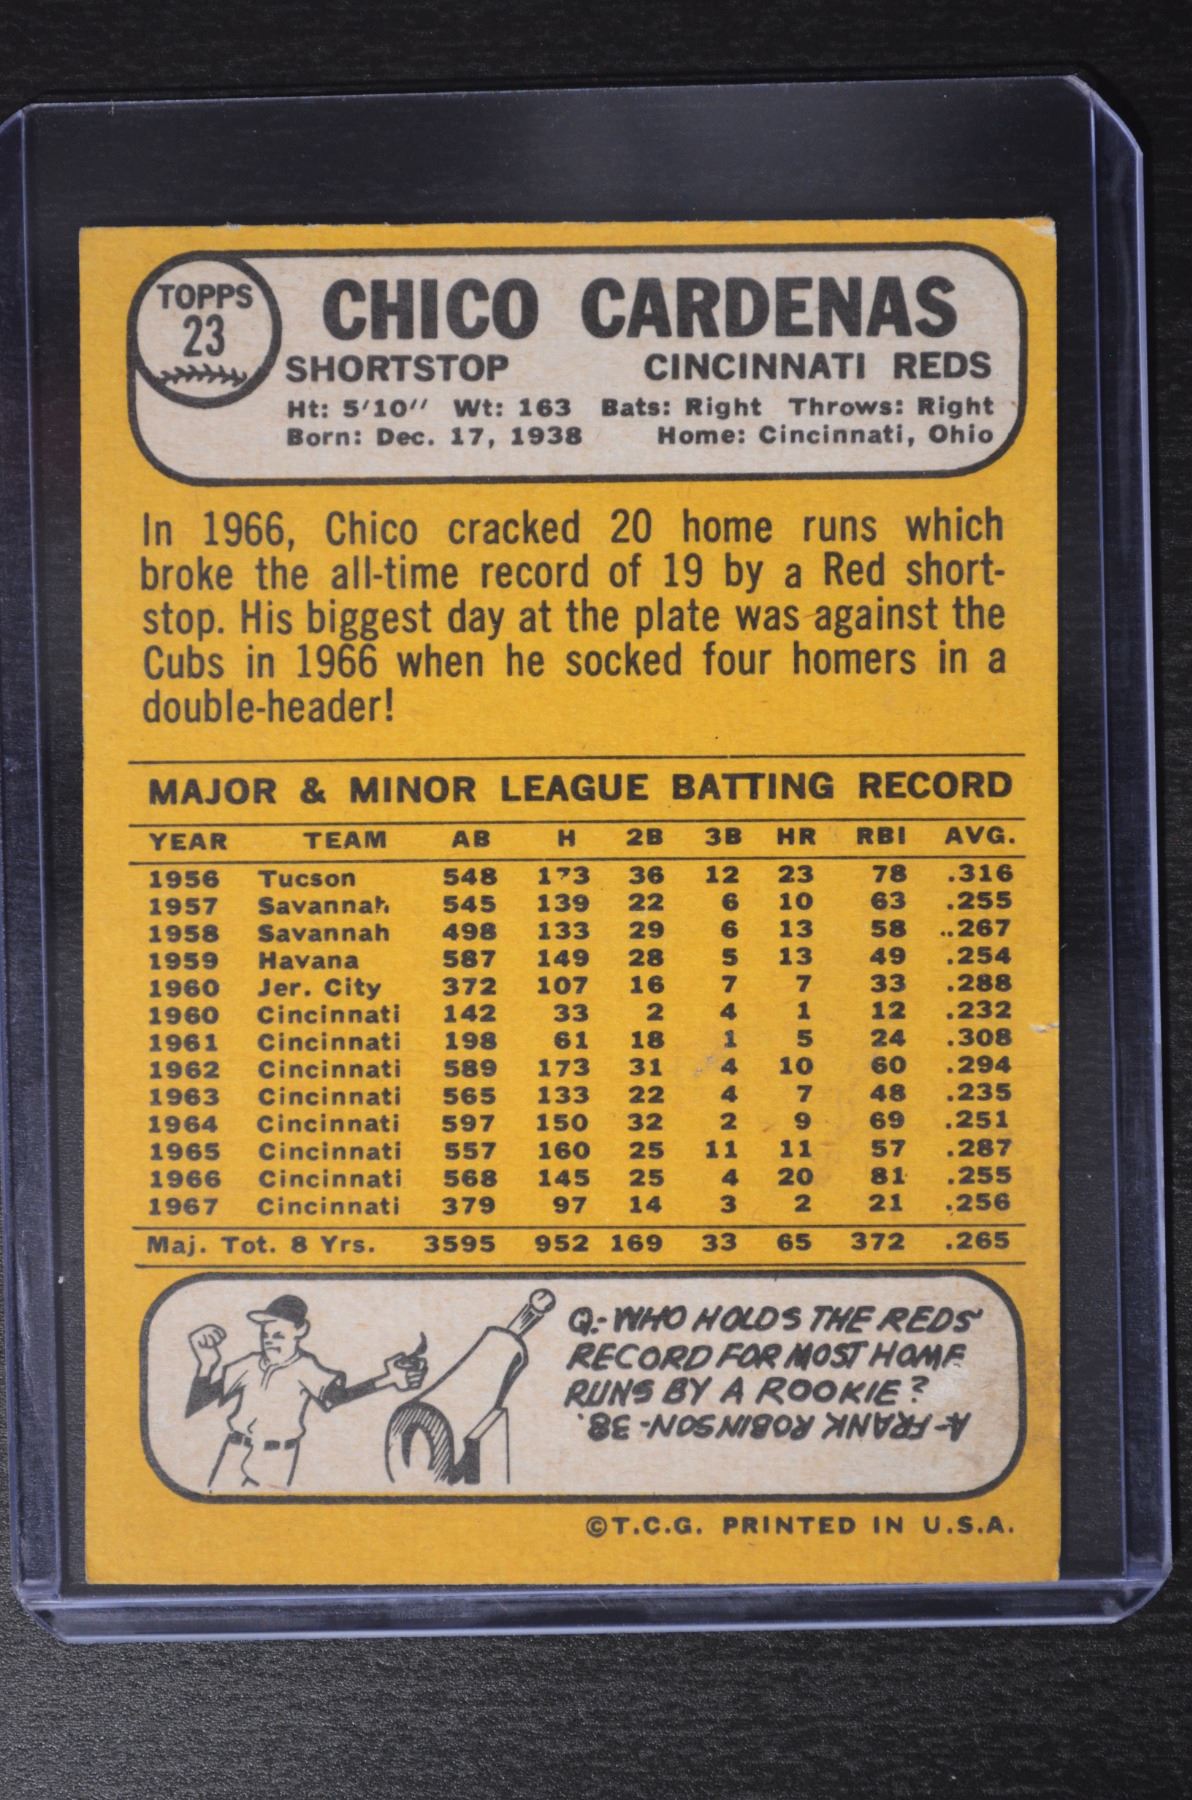 TOPPS
23
CHICO CARDENAS
SHORTSTOP CINCINNATI REDS
Ht: 5'10" Wt: 163 Bats: Right Throws: Right
Born: Dec. 17, 1938 Home: Cincinnati, Ohio
In 1966, Chico cracked 20 home runs which
broke the all-time record of 19 by a Red short-
stop. His biggest day at the plate was against the
Cubs in 1966 when he socked four homers in a
double-header!
MAJOR & MINOR LEAGUE BATTING RECORD
YEAR TEAM AB H 2B 3B HR RBI AVG.
1956 Tucson 548 173 36 12 23 78 .316
1957 Savannah 545 139 22 6 10 63 .255
1958 Savannah 498 133 29 6 13 58 .267
1959 Havana 587 149 28 5 13 49 .254
1960 Jer. City 372 107 16 7 7 33 .288
1960 Cincinnati 142 33 2 4 1 12 .232
1961 Cincinnati 198 61 18 1 5 24 .308
1962 Cincinnati 589 173 31 4 10 60 .294
1963 Cincinnati 565 133 22 4 7 48 .235
1964 Cincinnati 597 150 32 2 9 69 .251
1965 Cincinnati 557 160 25 11 11 57 .287
1966 Cincinnati 568 145 25 4 20 81 .255
1967 Cincinnati 379 97 14 3 2 21 .256
Maj. Tot. 8 Yrs. 3595 952 169 33 65 372 .265
Q:- WHO HOLDS THE REDS'
RECORD FOR MOST HOME
RUNS BY A ROOKIE?
A- FRANK ROBINSON-38.
©T.C.G. PRINTED IN U.S.A.